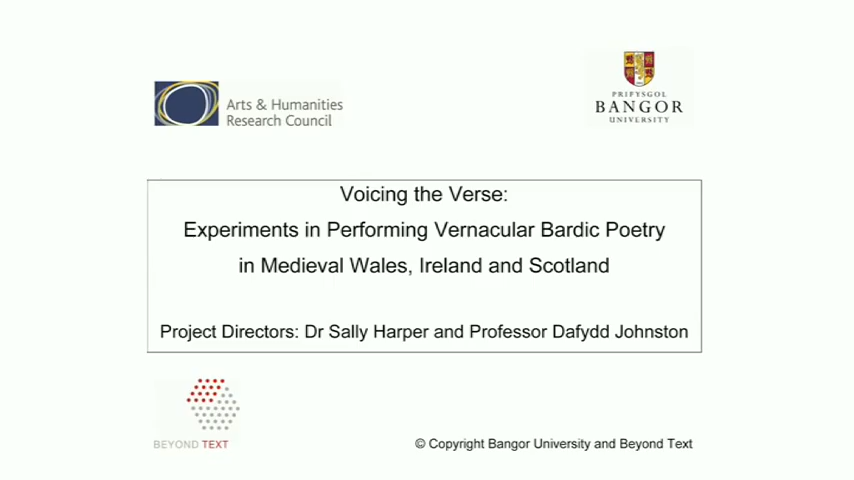 Arts & Humanities
Research Council
PRIFYSGOL
BANGOR
UNIVERSITY
Voicing the Verse:
Experiments in Performing Vernacular Bardic Poetry
in Medieval Wales, Ireland and Scotland
Project Directors: Dr Sally Harper and Professor Dafydd Johnston
BEYOND TEXT
© Copyright Bangor University and Beyond Text